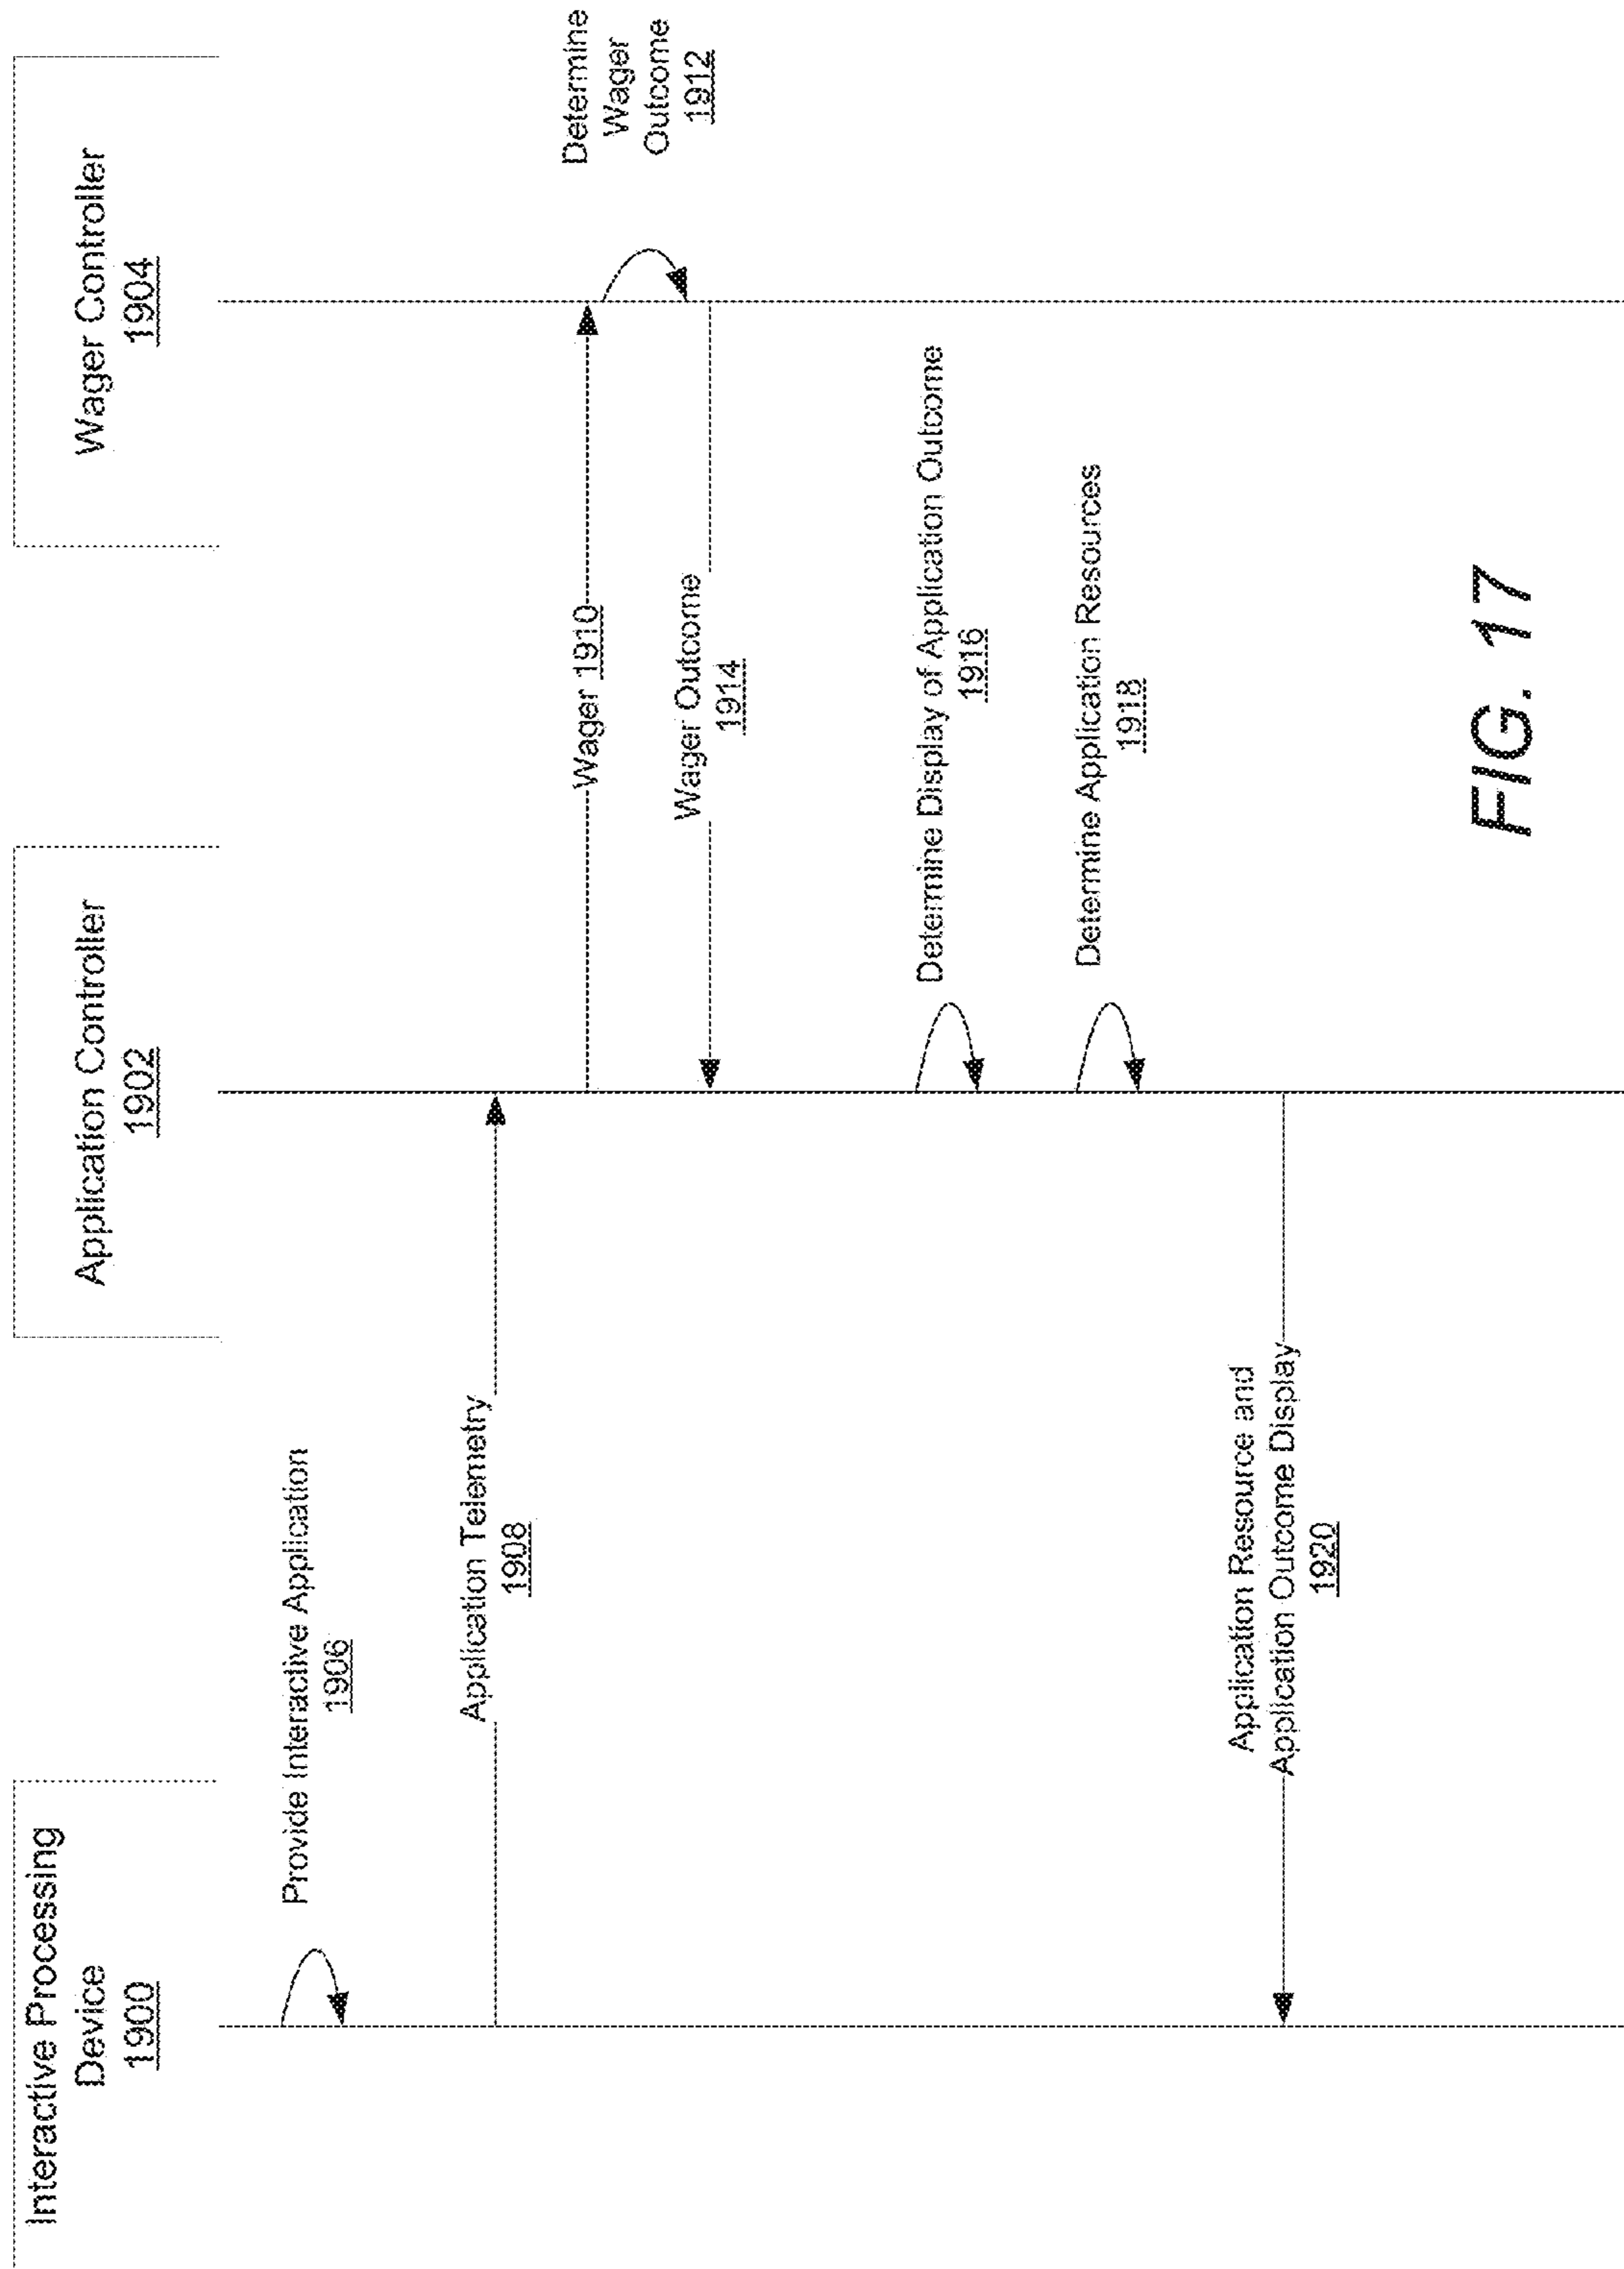 Interactive Processing
Device
1900
Application Controller
1902
Wager Controller
1904
Provide Interactive Application
1906
Application Telemetry
1908
Wager 1910
Determine
Wager
Outcome
1912
Wager Outcome
1914
Determine Display of Application Outcome
1916
Determine Application Resources
1918
Application Resource and
Application Outcome Display
1920
FIG. 17